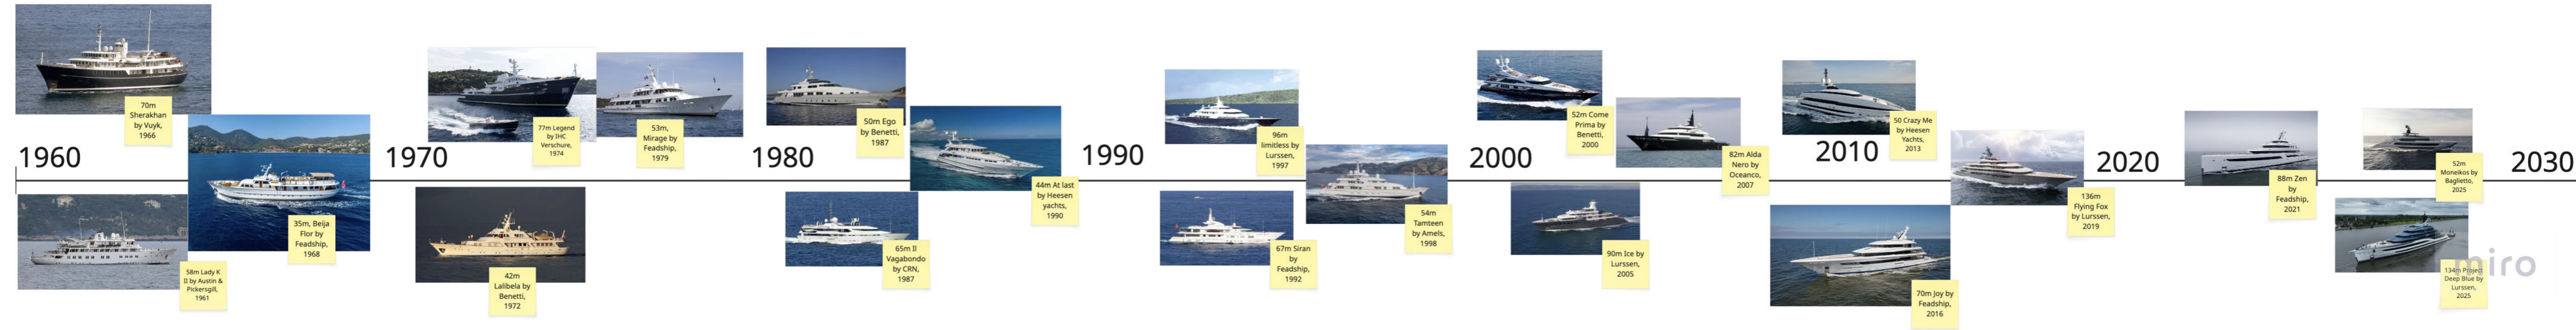 70m
Sherakhan
by Vuyk,
1966
1960
58m Lady K
II by Austin &
Pickersgill,
1961
35m, Beija
Flor by
Feadship,
1968
1970
77m Legend
by IHC
Verschure,
1974
53m,
Mirage by
Feadship,
1979
42m
Lalibela by
Benetti,
1972
1980
50m Ego
by Benetti,
1987
65m Il
Vagabondo
by CRN,
1987
44m At last
by Heesen
yachts,
1990
1990
96m
limitless by
Lurssen,
1997
67m Siran
by
Feadship,
1992
54m
Tamteen
by Amels,
1998
2000
52m Come
Prima by
Benetti,
2000
90m Ice by
Lurssen,
2005
82m Alda
Nero by
Oceanco,
2007
2010
50 Crazy Me
by Heesen
Yachts,
2013
70m Joy by
Feadship,
2016
136m
Flying Fox
by Lurssen,
2019
2020
88m Zen
by
Feadship,
2021
52m
Moneikos by
Baglietto,
2025
134m Project
Deep Blue by
Lurssen,
2025
2030
miro